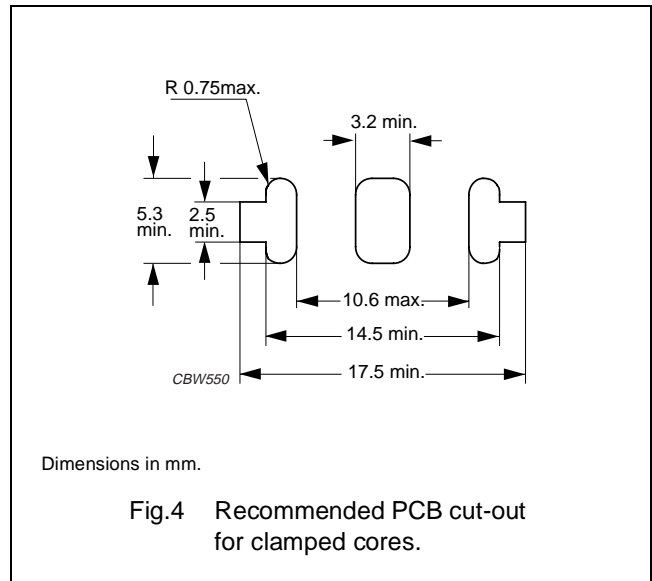 R 0.75max.
3.2 min.
5.3
min.
2.5
min.
10.6 max.
14.5 min.
CBW550
17.5 min.
Dimensions in mm.
Fig.4 Recommended PCB cut-out
for clamped cores.